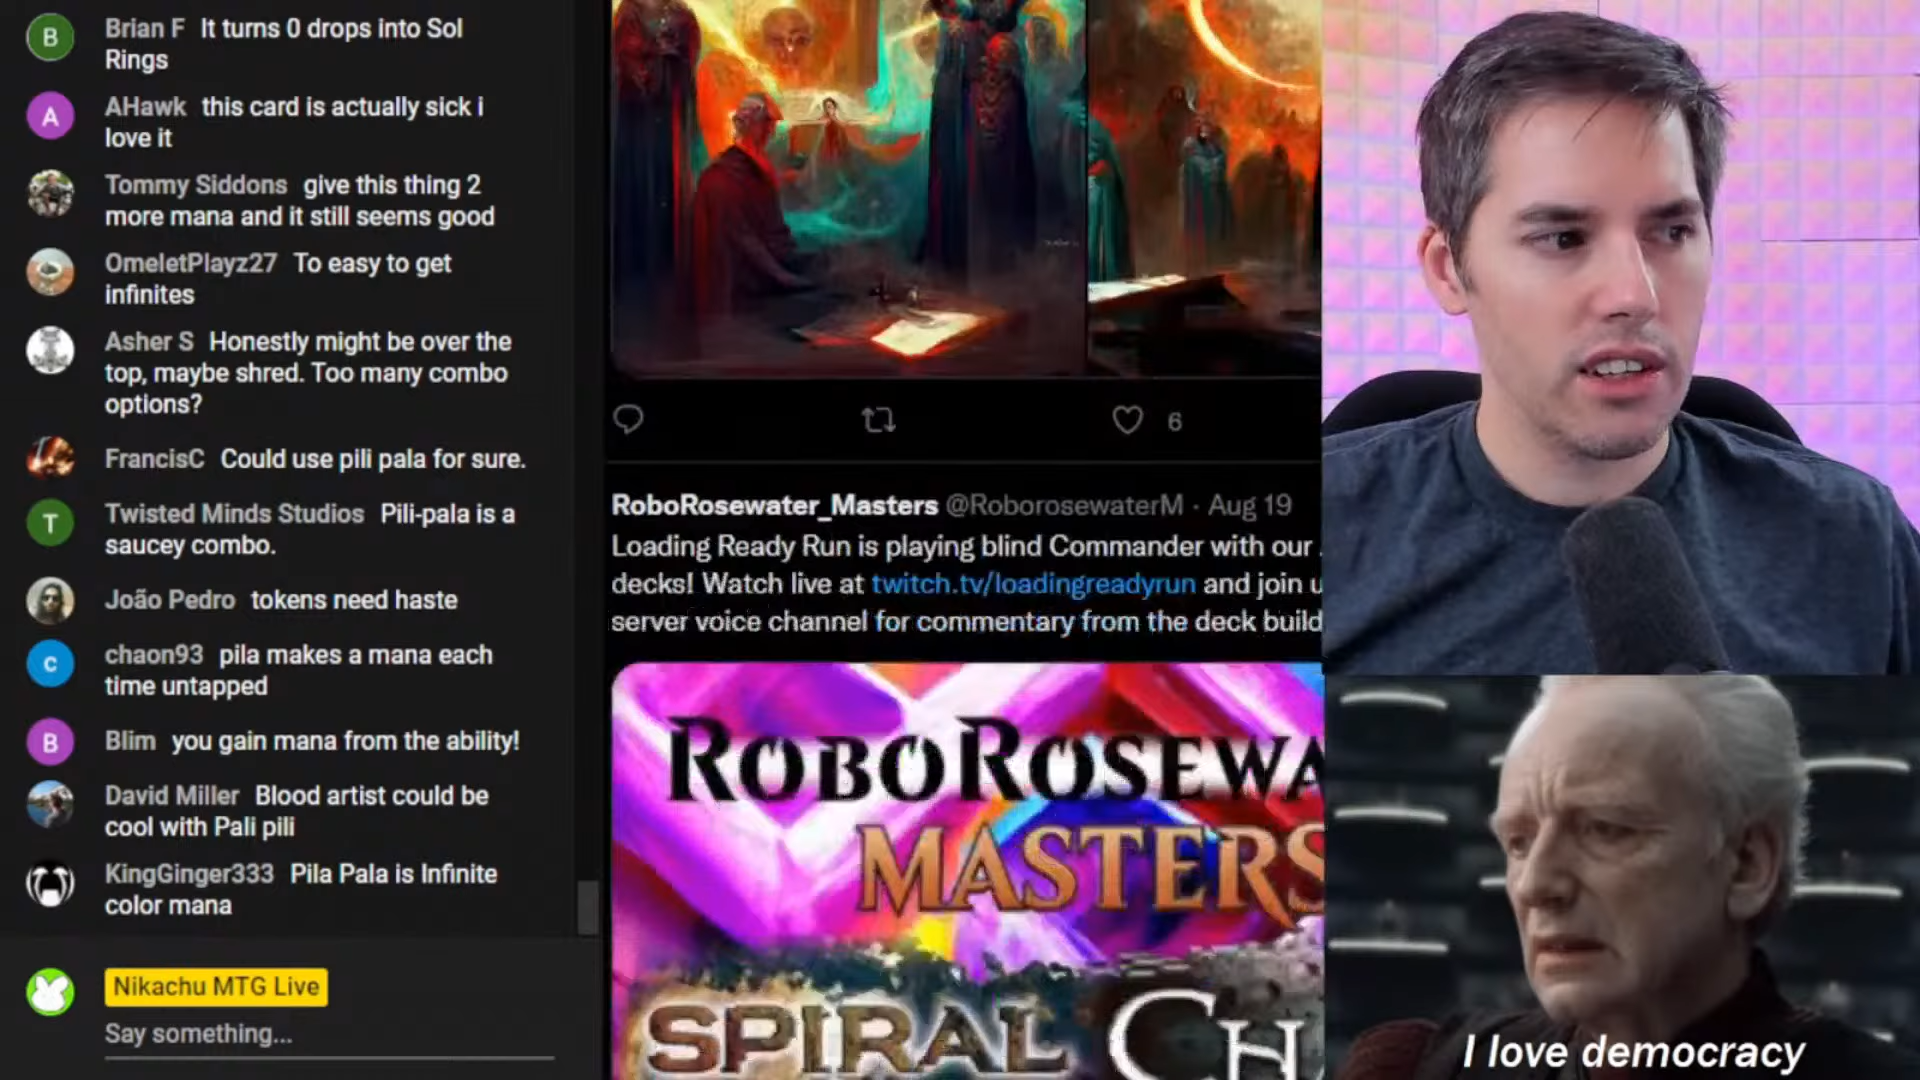 B
Brian F It turns 0 drops into Sol
Rings
A
AHawk this card is actually sick i
love it
Tommy Siddons give this thing 2
more mana and it still seems good
OmeletPlayz27 To easy to get
infinites
Asher S Honestly might be over the
top, maybe shred. Too many combo
options?
FrancisC Could use pili pala for sure.
T
Twisted Minds Studios Pili-pala is a
saucey combo.
João Pedro tokens need haste
c
chaon93 pila makes a mana each
time untapped
B
Blim you gain mana from the ability!
David Miller Blood artist could be
cool with Pali pili
KingGinger333 Pila Pala is Infinite
color mana
Nikachu MTG Live
Say something...
6
RoboRosewater_Masters @RoborosewaterM · Aug 19
Loading Ready Run is playing blind Commander with our
decks! Watch live at twitch.tv/loadingreadyrun and join u
server voice channel for commentary from the deck build
ROBOROSEWA
MASTERS
SPIRAL CH
I love democracy